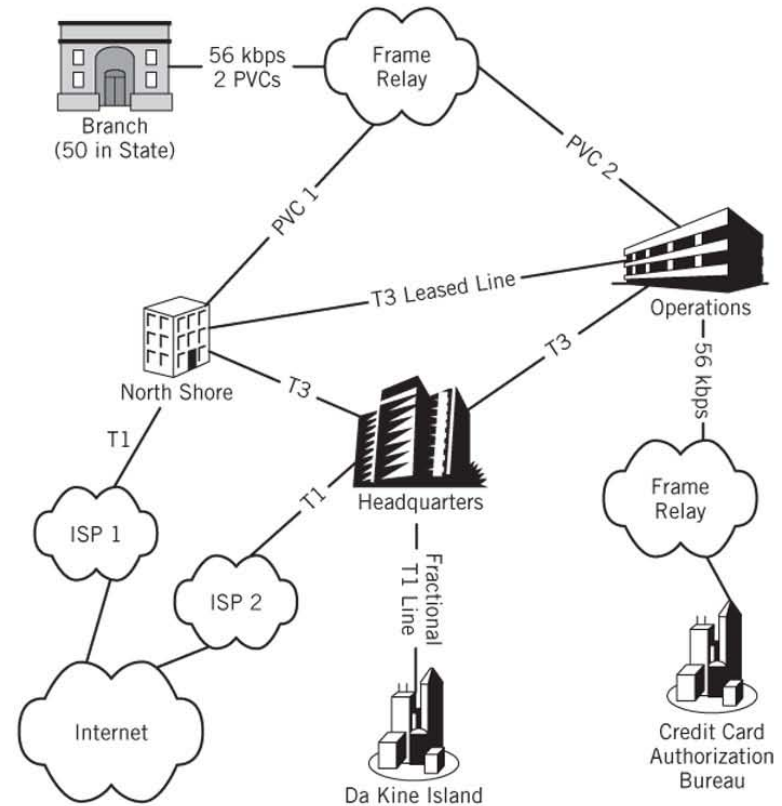 56 kbps
2 PVCs
Frame
Relay
Branch
(50 in State)
PVC 1
PVC 2
T3 Leased Line
Operations
North Shore
T3
T3
56 kbps
T1
Headquarters
T1
Frame
Relay
ISP 1
Fractional
T1 Line
ISP 2
Internet
Credit Card
Authorization
Bureau
Da Kine Island